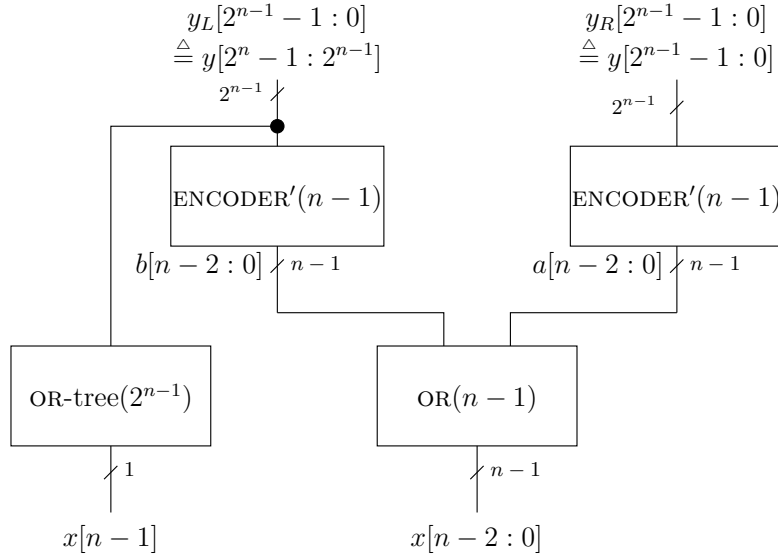 y_L[2^{n-1} - 1 : 0]
≜ y[2^n - 1 : 2^{n-1}]
y_R[2^{n-1} - 1 : 0]
≜ y[2^{n-1} - 1 : 0]
2^{n-1}
2^{n-1}
ENCODER′(n − 1)
ENCODER′(n − 1)
b[n − 2 : 0]
n − 1
a[n − 2 : 0]
n − 1
OR-tree(2^{n-1})
OR(n − 1)
1
n − 1
x[n − 1]
x[n − 2 : 0]